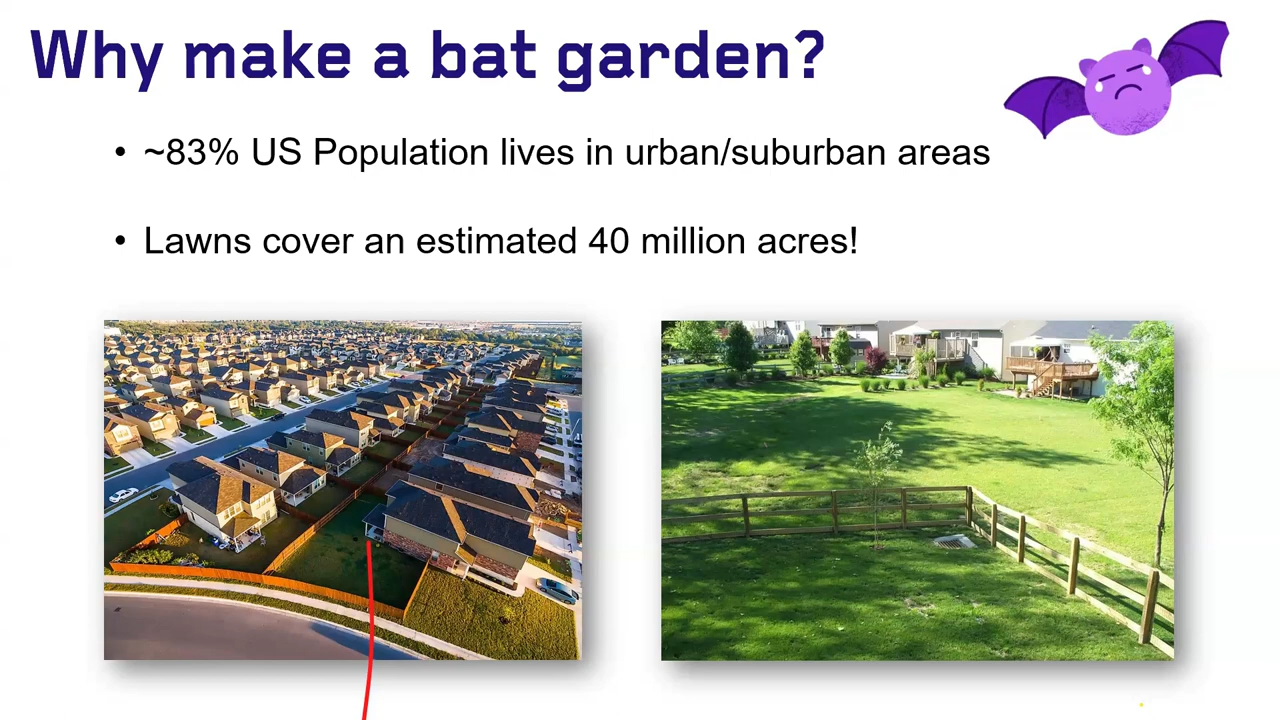 Why make a bat garden?
• ~83% US Population lives in urban/suburban areas
• Lawns cover an estimated 40 million acres!